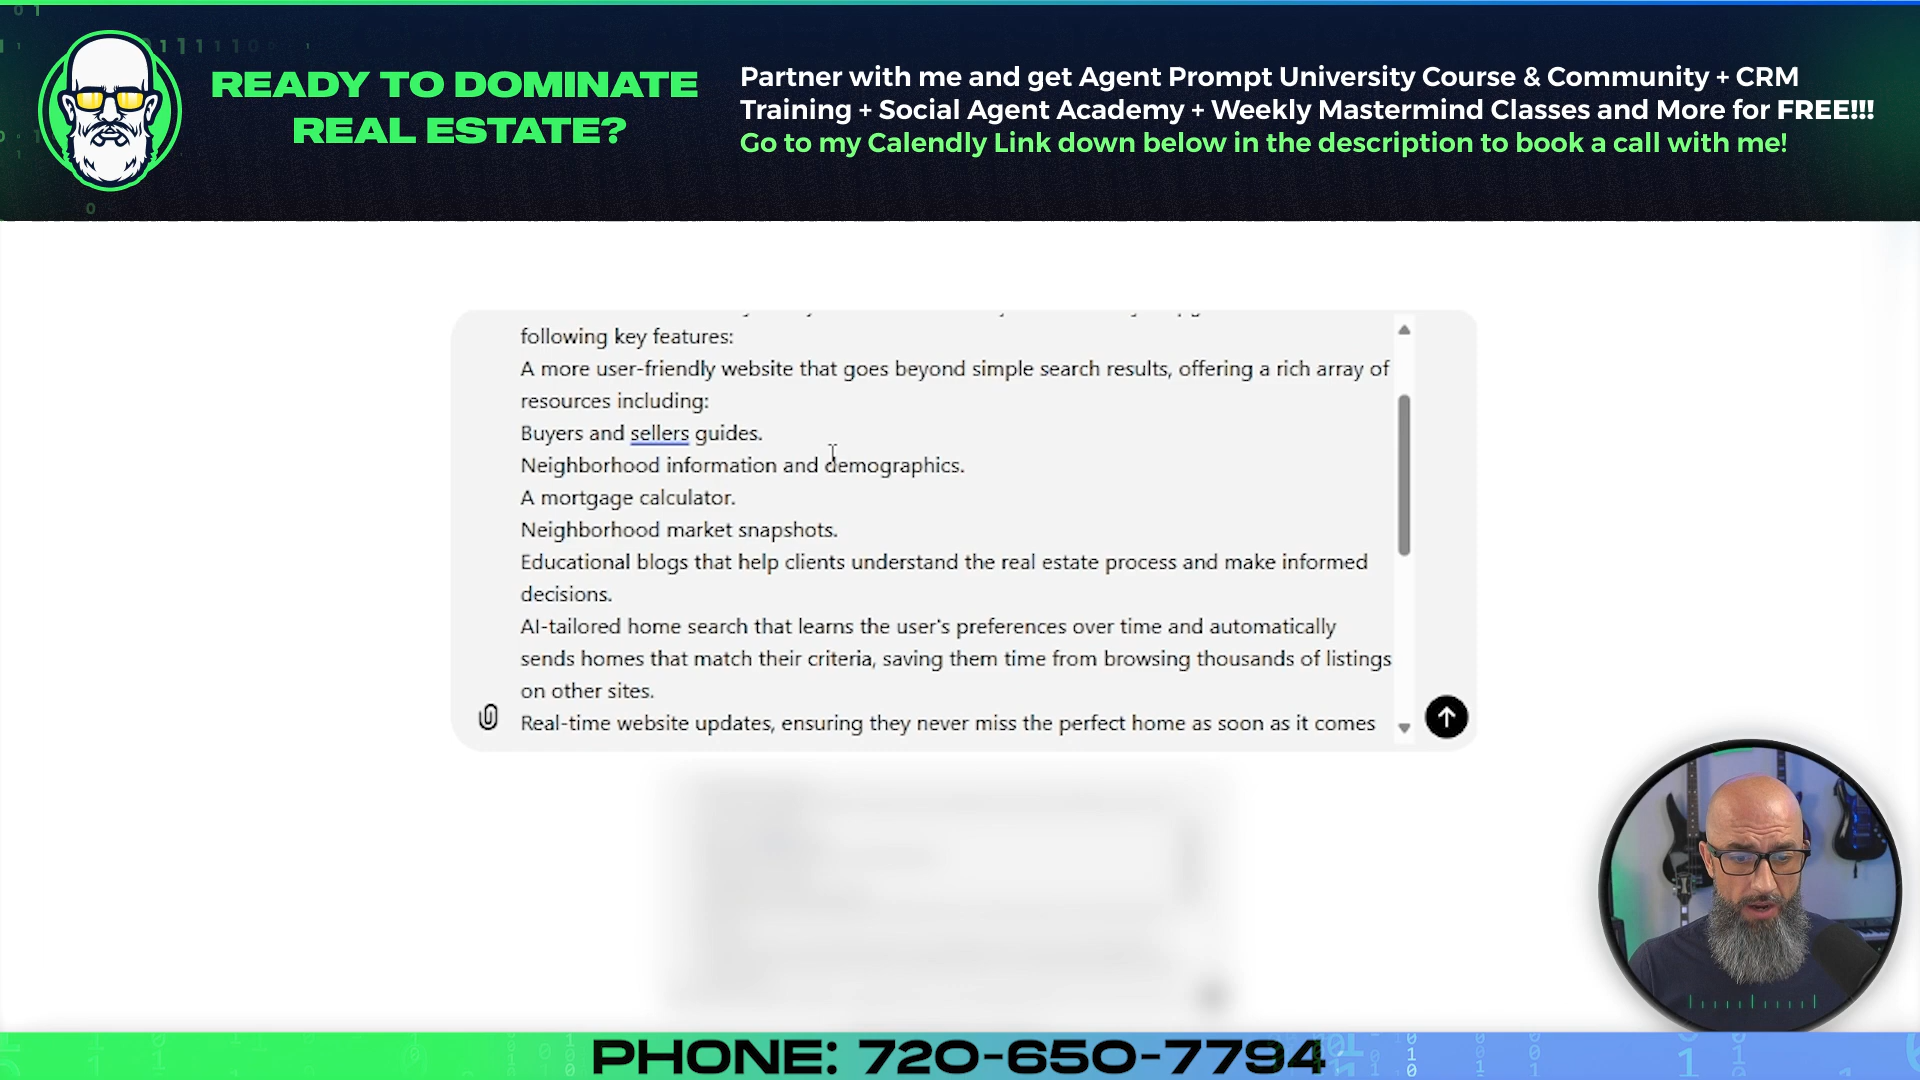 READY TO DOMINATE
REAL ESTATE?
Partner with me and get Agent Prompt University Course & Community + CRM
Training + Social Agent Academy + Weekly Mastermind Classes and More for FREE!!!
Go to my Calendly Link down below in the description to book a call with me!
following key features:
A more user-friendly website that goes beyond simple search results, offering a rich array of
resources including:
Buyers and sellers guides.
Neighborhood information and demographics.
A mortgage calculator.
Neighborhood market snapshots.
Educational blogs that help clients understand the real estate process and make informed
decisions.
AI-tailored home search that learns the user's preferences over time and automatically
sends homes that match their criteria, saving them time from browsing thousands of listings
on other sites.
Real-time website updates, ensuring they never miss the perfect home as soon as it comes
PHONE: 720-650-7794